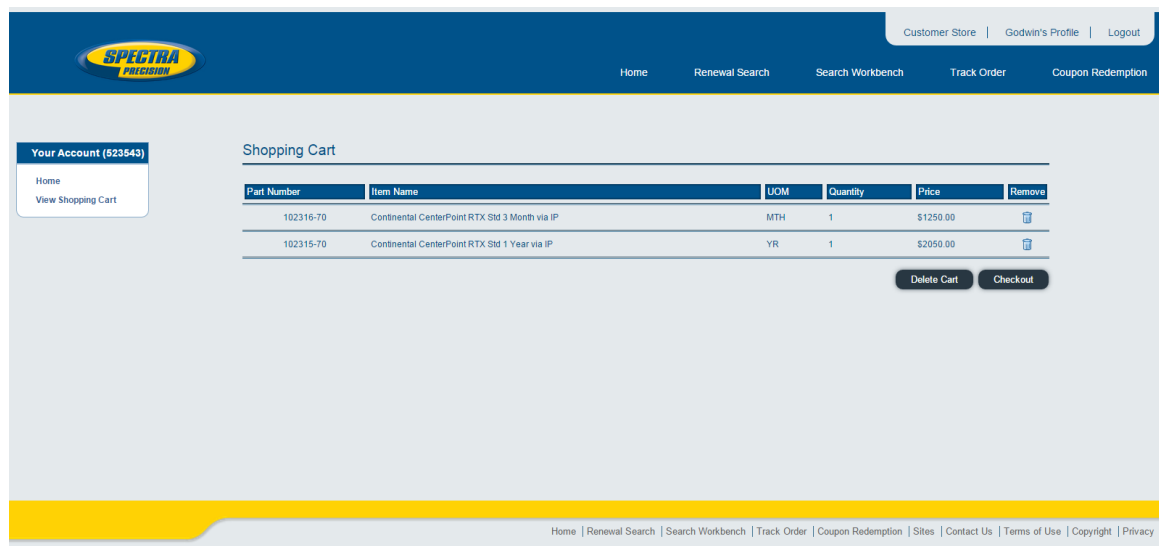 Customer Store | Godwin's Profile | Logout
SPECTRA
PRECISION
Home Renewal Search Search Workbench Track Order Coupon Redemption
Your Account (523543)
Home
View Shopping Cart
Shopping Cart
Part Number Item Name UOM Quantity Price Remove
102316-70 Continental CenterPoint RTX Std 3 Month via IP MTH 1 $1250.00
102315-70 Continental CenterPoint RTX Std 1 Year via IP YR 1 $2050.00
Delete Cart Checkout
Home | Renewal Search | Search Workbench | Track Order | Coupon Redemption | Sites | Contact Us | Terms of Use | Copyright | Privacy